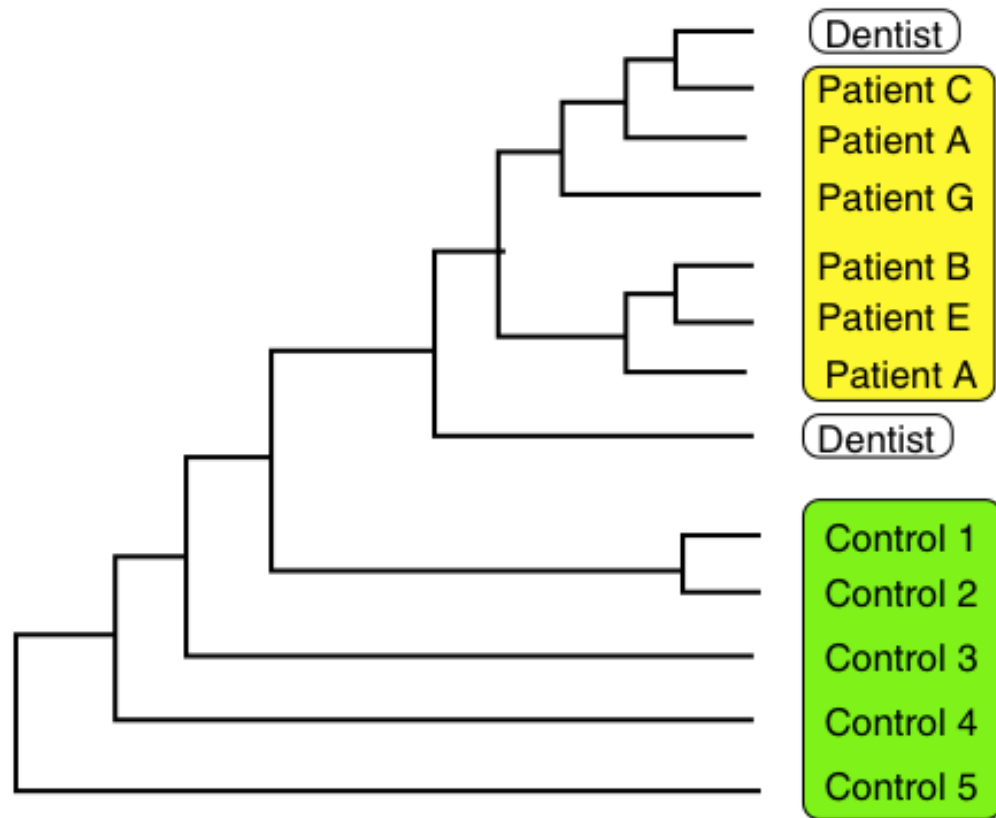 Dentist
Patient C
Patient A
Patient G
Patient B
Patient E
Patient A
Dentist
Control 1
Control 2
Control 3
Control 4
Control 5